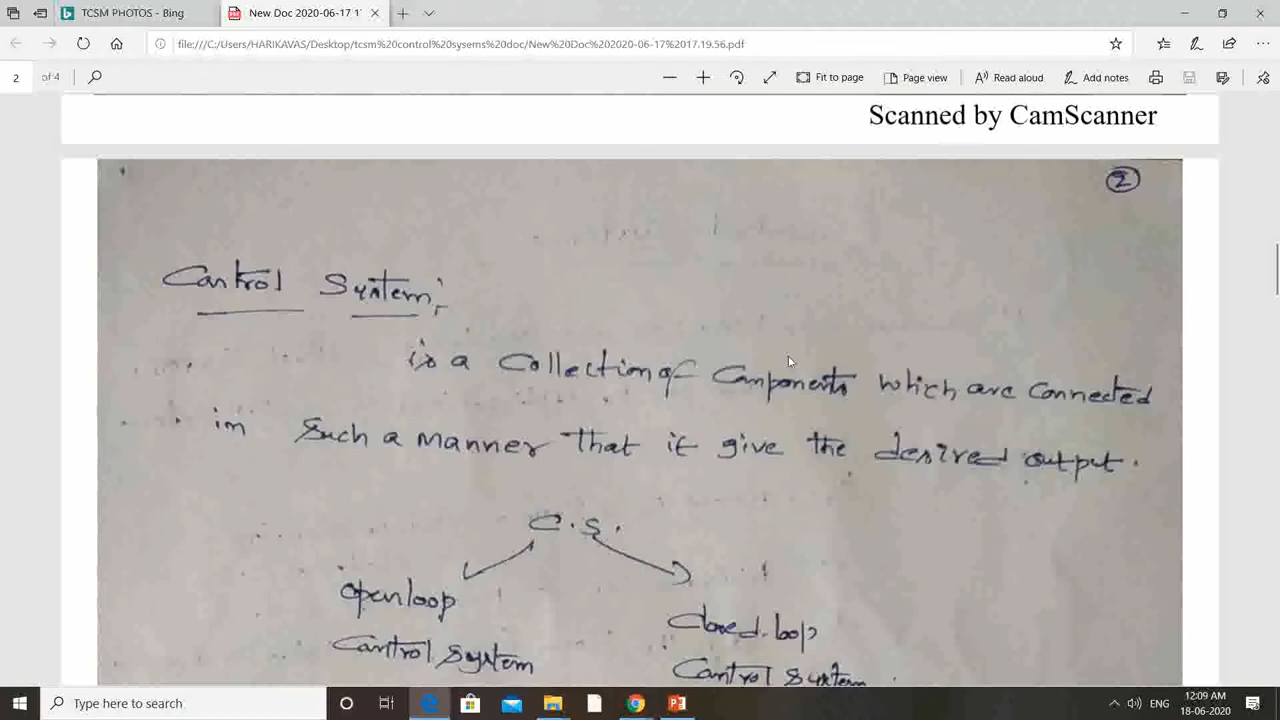 TCSM PHOTOS - Bing
New Doc 2020-06-17 1
file:///C:/Users/HARIKAVAS/Desktop/tcsm%20control%20sysems%20doc/New%20Doc%202020-06-17%2017.19.56.pdf
2 of 4 Fit to page Page view Read aloud Add notes
Scanned by CamScanner
2
Control System;
is a Collection of Components which are connected
in Such a manner that it give the desired output.
C.S.
open loop
Closed-loop
Control System
Control System
Type here to search
ENG
12:09 AM
18-06-2020